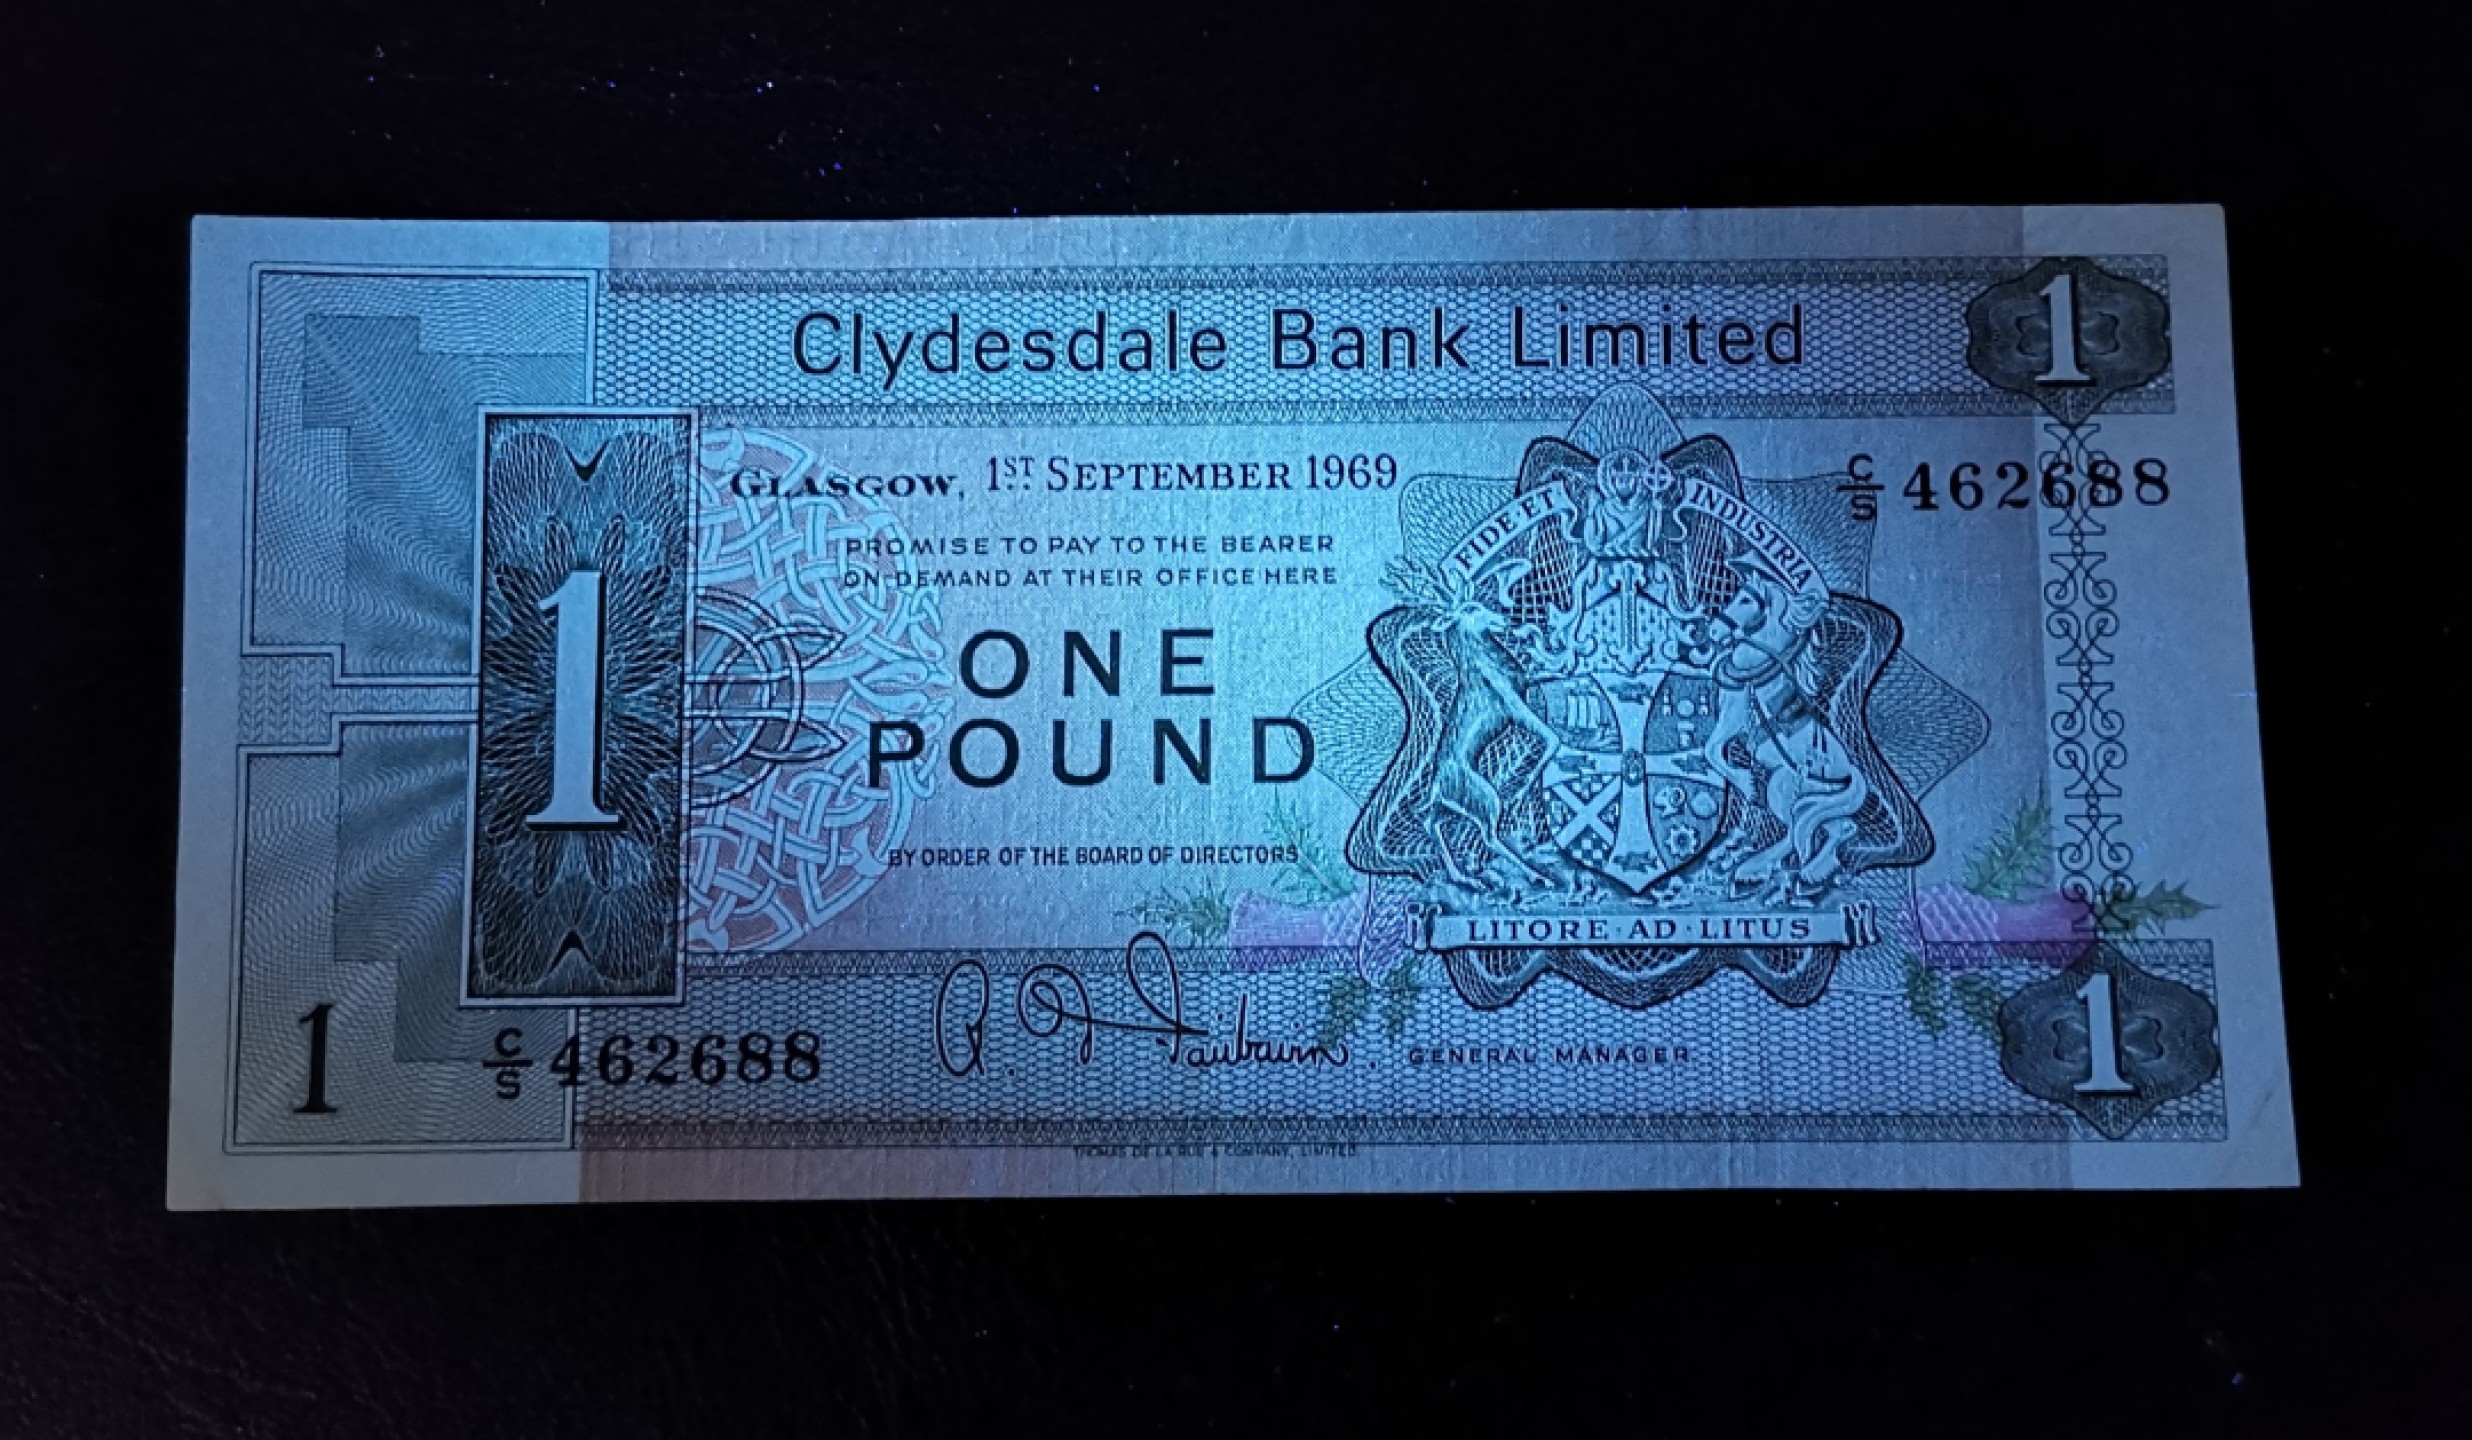 Clydesdale Bank Limited
1
GLASGOW, 1ST SEPTEMBER 1969
C/S 462688
FIDE ET INDUSTRIA
PROMISE TO PAY TO THE BEARER
ON DEMAND AT THEIR OFFICE HERE
1
ONE
POUND
BY ORDER OF THE BOARD OF DIRECTORS
LITORE · AD · LITUS
1
C/S 462688
R. D. Fairbairn. GENERAL MANAGER.
1
THOMAS DE LA RUE & COMPANY, LIMITED.